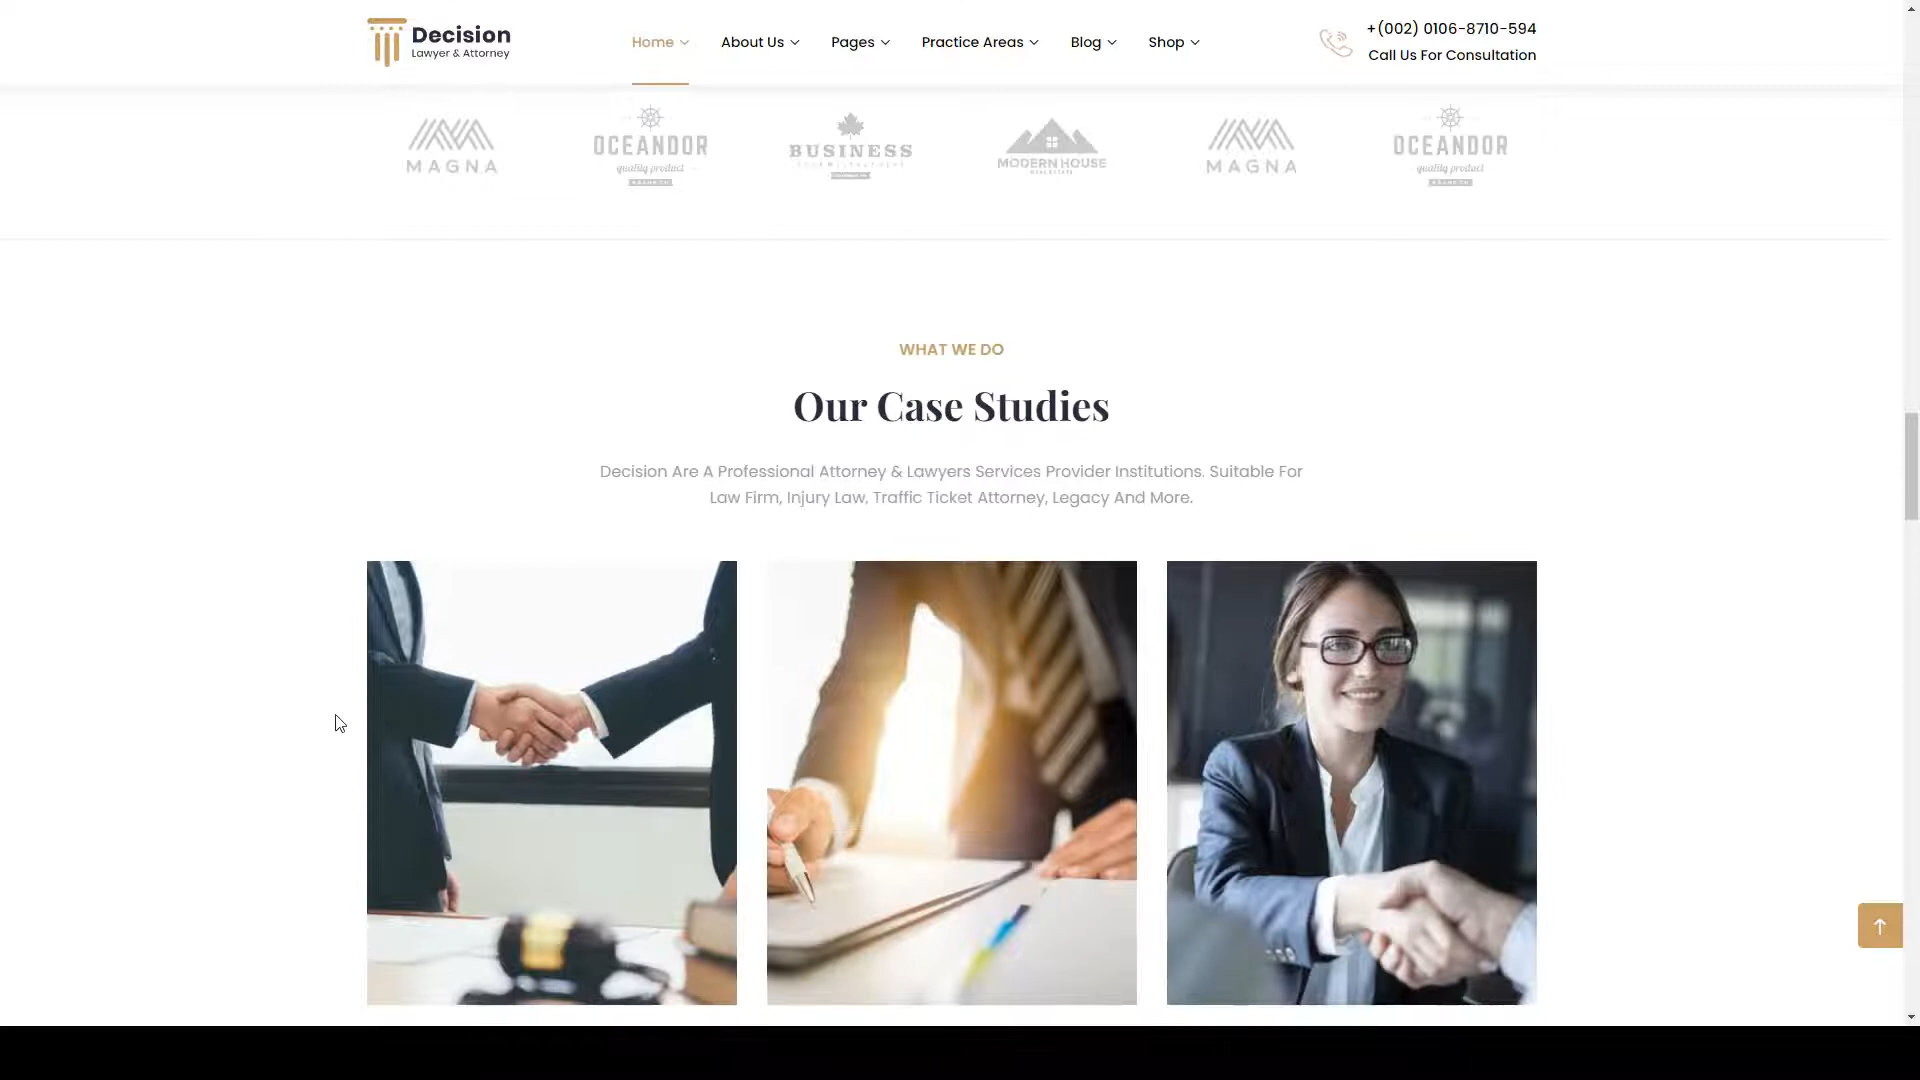 Decision
Lawyer & Attorney
Home
About Us
Pages
Practice Areas
Blog
Shop
+(002) 0106-8710-594
Call Us For Consultation
MAGNA
OCEANDOR
quality product
BUSINESS
MODERN HOUSE
REAL ESTATE
MAGNA
OCEANDOR
quality product
WHAT WE DO
Our Case Studies
Decision Are A Professional Attorney & Lawyers Services Provider Institutions. Suitable For
Law Firm, Injury Law, Traffic Ticket Attorney, Legacy And More.